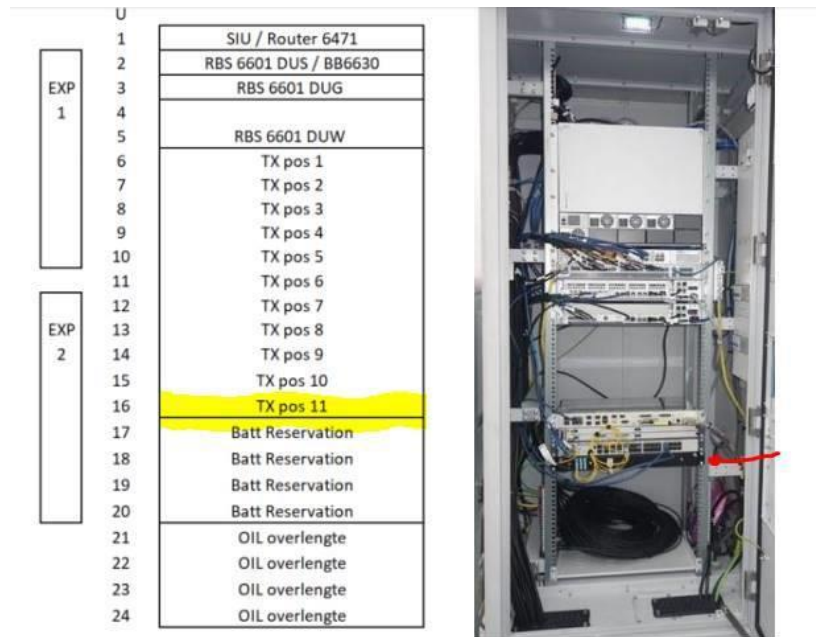 U
1 SIU / Router 6471
2 RBS 6601 DUS / BB6630
EXP 3 RBS 6601 DUG
1 4
5 RBS 6601 DUW
6 TX pos 1
7 TX pos 2
8 TX pos 3
9 TX pos 4
10 TX pos 5
11 TX pos 6
12 TX pos 7
EXP 13 TX pos 8
2 14 TX pos 9
15 TX pos 10
16 TX pos 11
17 Batt Reservation
18 Batt Reservation
19 Batt Reservation
20 Batt Reservation
21 OIL overlengte
22 OIL overlengte
23 OIL overlengte
24 OIL overlengte